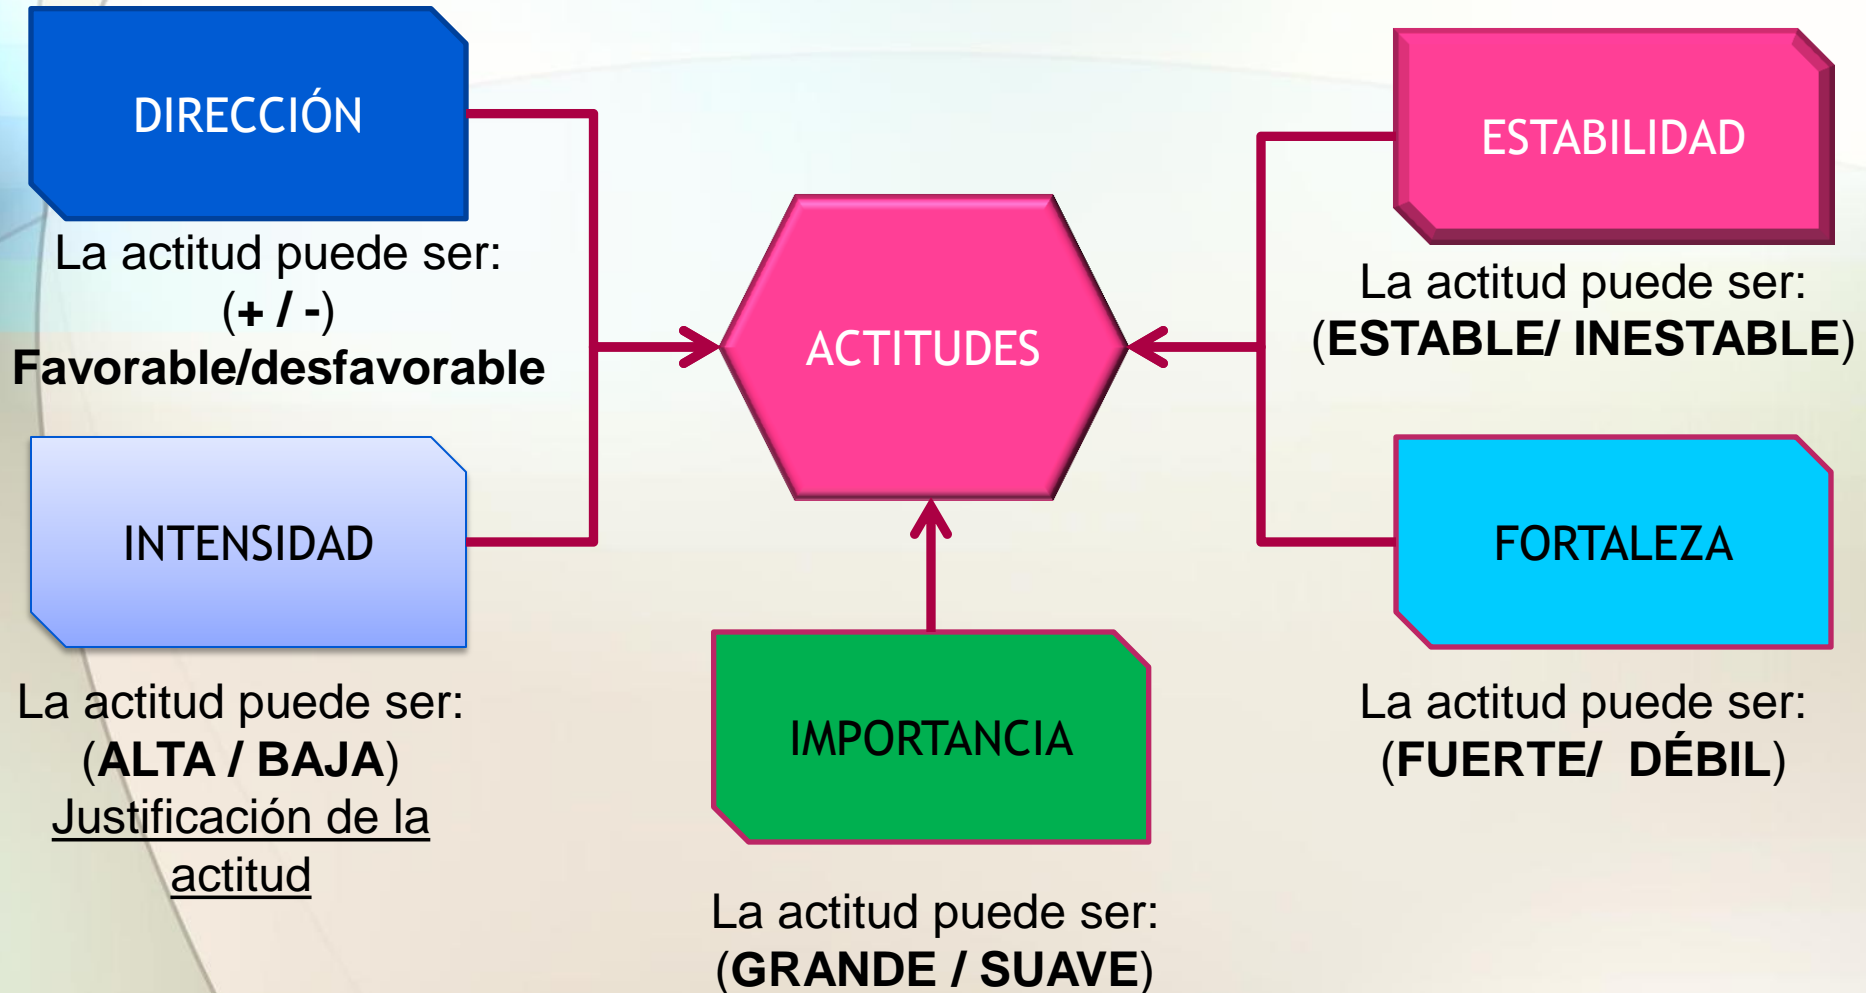 DIRECCIÓN
La actitud puede ser:
(+ / -)
Favorable/desfavorable
INTENSIDAD
La actitud puede ser:
(ALTA / BAJA)
Justificación de la
actitud
ACTITUDES
IMPORTANCIA
La actitud puede ser:
(GRANDE / SUAVE)
ESTABILIDAD
La actitud puede ser:
(ESTABLE/ INESTABLE)
FORTALEZA
La actitud puede ser:
(FUERTE/ DÉBIL)